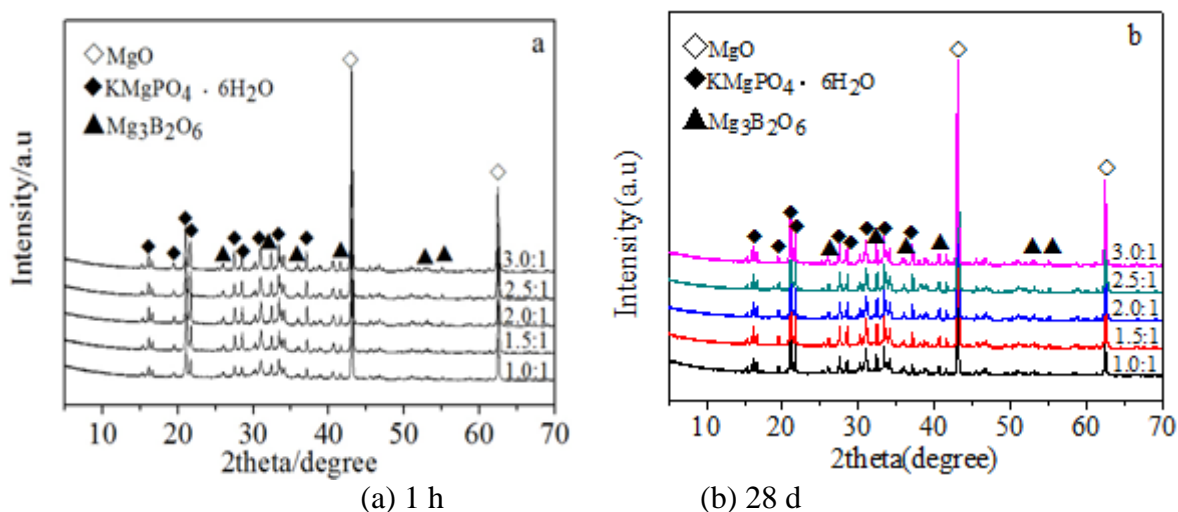 a
MgO
KMgPO4 · 6H2O
Mg3B2O6
Intensity/a.u
3.0:1
2.5:1
2.0:1
1.5:1
1.0:1
10 20 30 40 50 60 70
2theta/degree
(a) 1 h
b
MgO
KMgPO4 · 6H2O
Mg3B2O6
Intensity(a.u)
3.0:1
2.5:1
2.0:1
1.5:1
1.0:1
10 20 30 40 50 60 70
2theta(degree)
(b) 28 d